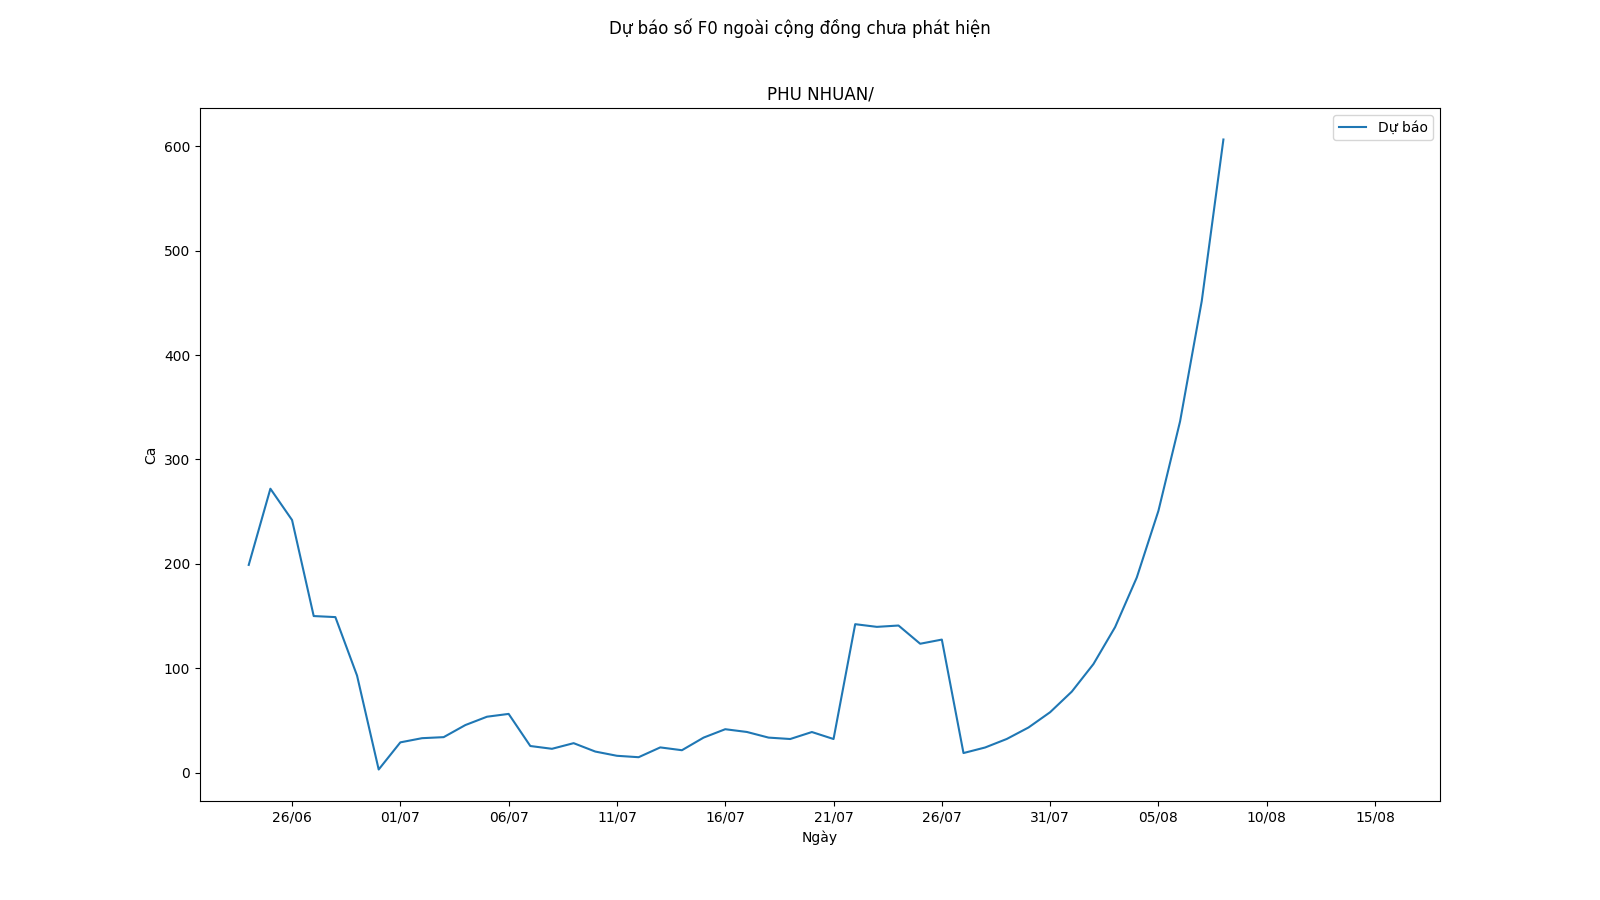 Dự báo số F0 ngoài cộng đồng chưa phát hiện
PHU NHUAN/
Dự báo
600
500
400
300
200
100
0
Ca
26/06 01/07 06/07 11/07 16/07 21/07 26/07 31/07 05/08 10/08 15/08
Ngày